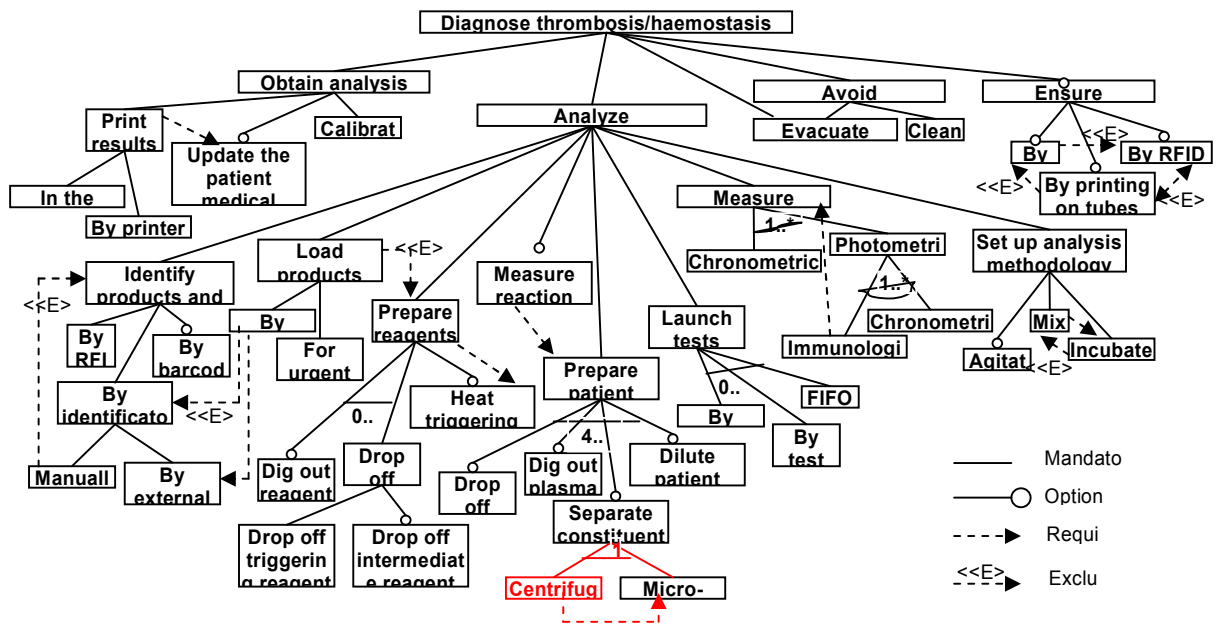 Diagnose thrombosis/haemostasis
Obtain analysis
Avoid
Ensure
Analyze
Print
results
Calibrat
Evacuate
Clean
Update the
patient
medical
<<E>
By
By RFID
<<E>
By printing
on tubes
<<E>
In the
By printer
Measure
1..*
Photometri
Chronometric
Set up analysis
methodology
Load
products
<<E>
Identify
products and
<<E>
Measure
reaction
1..*
Prepare
reagents
By
By
RFI
By
barcod
For
urgent
Launch
tests
Chronometri
Immunologi
Mix
Incubate
Agitat
<<E>
Prepare
patient
By
identificato
<<E>
Heat
triggering
0..
0..
FIFO
By
By
test
4..
Manuall
By
external
Dig out
reagent
Drop
off
Drop
off
Dig out
plasma
Dilute
patient
Separate
constituent
Drop off
triggerin
g reagent
Drop off
intermediat
e reagent
1
Centrifug
Micro-
Mandato
Option
Requi
<<E>
Exclu